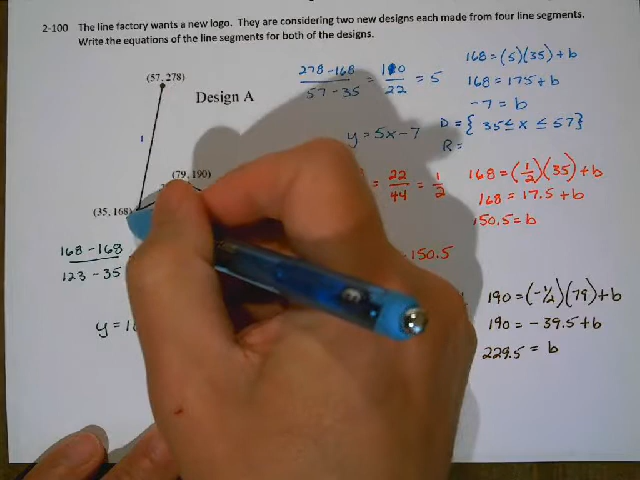 2-100 The line factory wants a new logo. They are considering two new designs each made from four line segments.
Write the equations of the line segments for both of the designs.
(57, 278)
Design A
1
(79, 190)
(35, 168)
278 - 168 / 57 - 35 = 110 / 22 = 5
y = 5x - 7
168 = (5)(35) + b
168 = 175 + b
-7 = b
D = { 35 ≤ x ≤ 57 }
R =
= 22 / 44 = 1/2
168 = (1/2)(35) + b
168 = 17.5 + b
150.5 = b
150.5
168 - 168
123 - 35
y = 1
190 = (-1/2)(79) + b
190 = -39.5 + b
229.5 = b